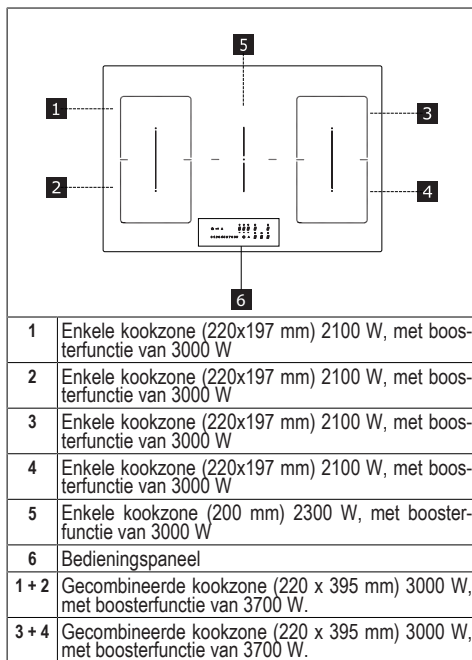 5
1
3
2
4
6
1 Enkele kookzone (220x197 mm) 2100 W, met boos-
terfunctie van 3000 W
2 Enkele kookzone (220x197 mm) 2100 W, met boos-
terfunctie van 3000 W
3 Enkele kookzone (220x197 mm) 2100 W, met boos-
terfunctie van 3000 W
4 Enkele kookzone (220x197 mm) 2100 W, met boos-
terfunctie van 3000 W
5 Enkele kookzone (200 mm) 2300 W, met booster-
functie van 3000 W
6 Bedieningspaneel
1 + 2 Gecombineerde kookzone (220 x 395 mm) 3000 W,
met boosterfunctie van 3700 W.
3 + 4 Gecombineerde kookzone (220 x 395 mm) 3000 W,
met boosterfunctie van 3700 W.